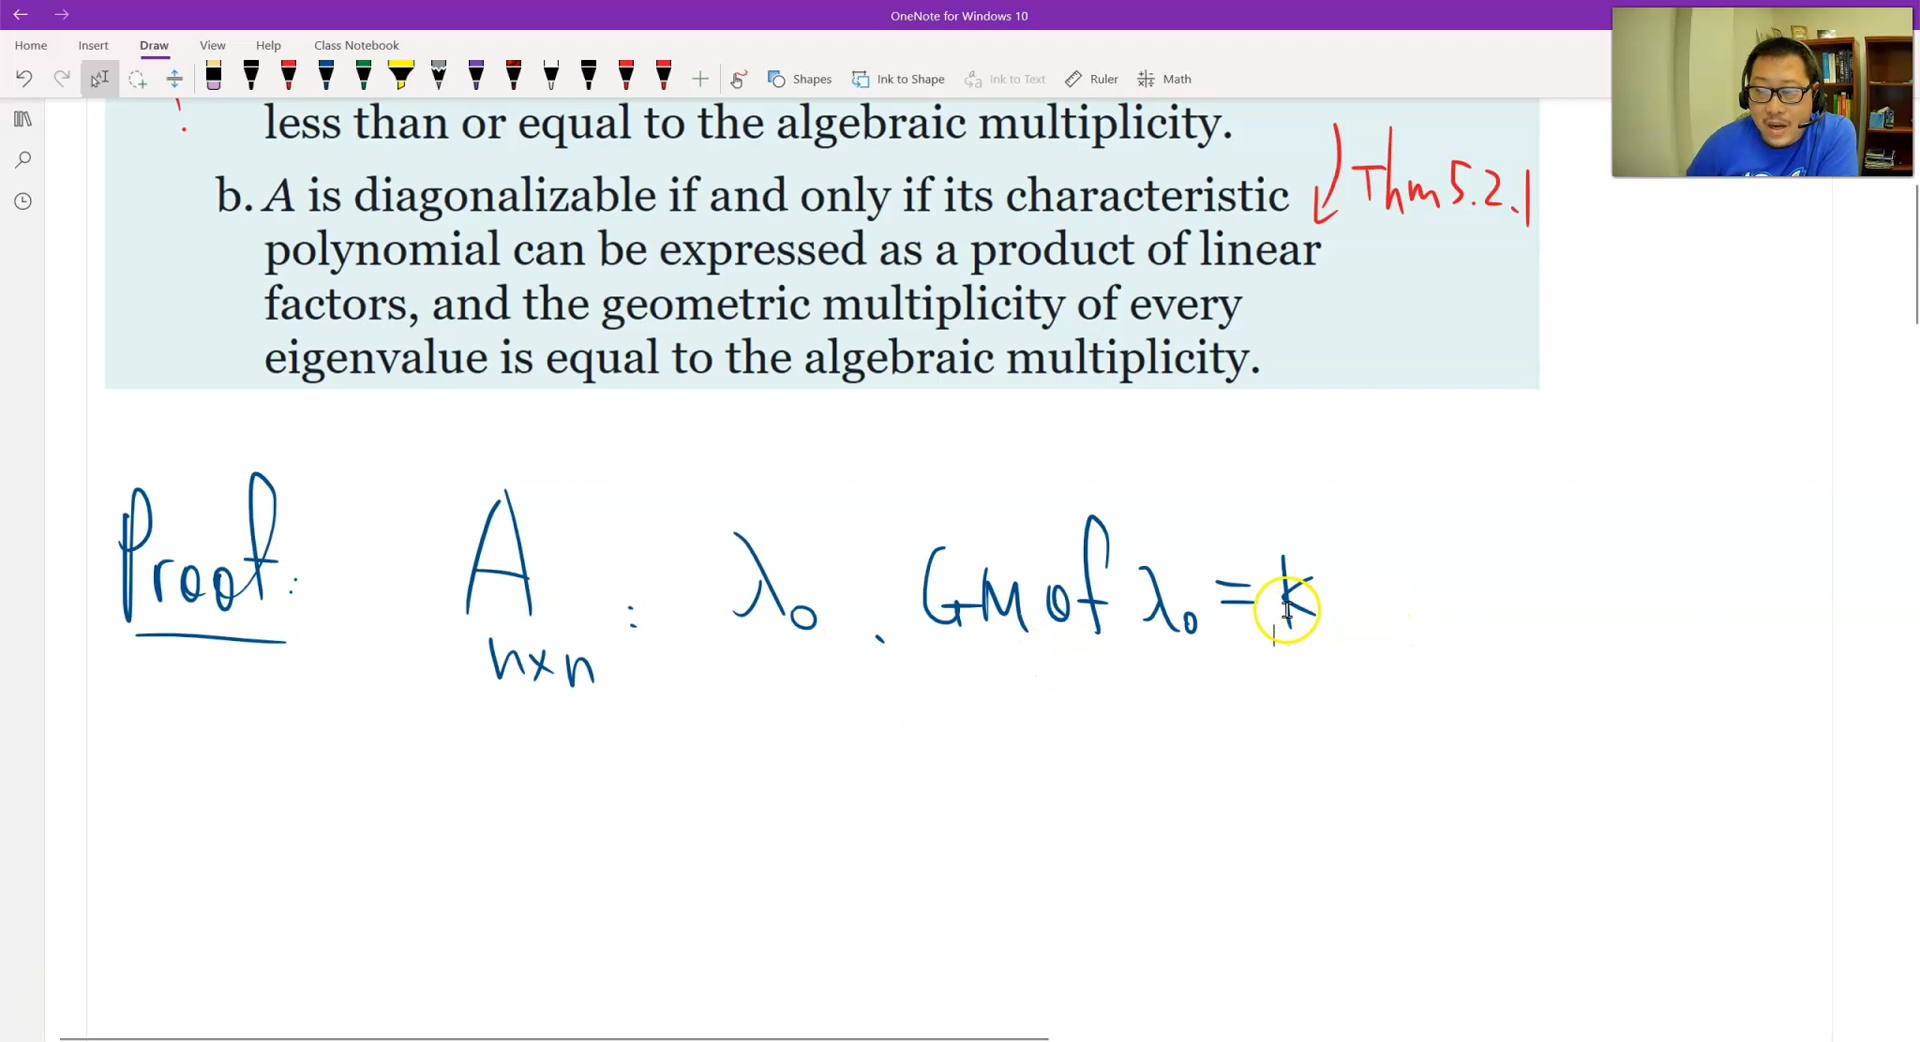 OneNote for Windows 10
Home Insert Draw View Help Class Notebook
Shapes Ink to Shape Ink to Text Ruler Math
less than or equal to the algebraic multiplicity.
b. A is diagonalizable if and only if its characteristic
polynomial can be expressed as a product of linear
factors, and the geometric multiplicity of every
eigenvalue is equal to the algebraic multiplicity.
Thm 5.2.1
Proof: A : λ₀ . GM of λ₀ = k
n×n